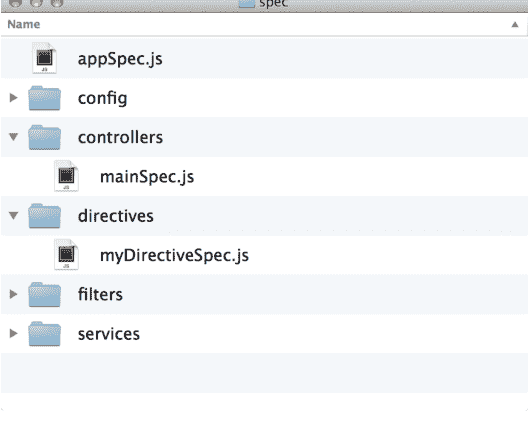 spec
Name
appSpec.js
config
controllers
mainSpec.js
directives
myDirectiveSpec.js
filters
services